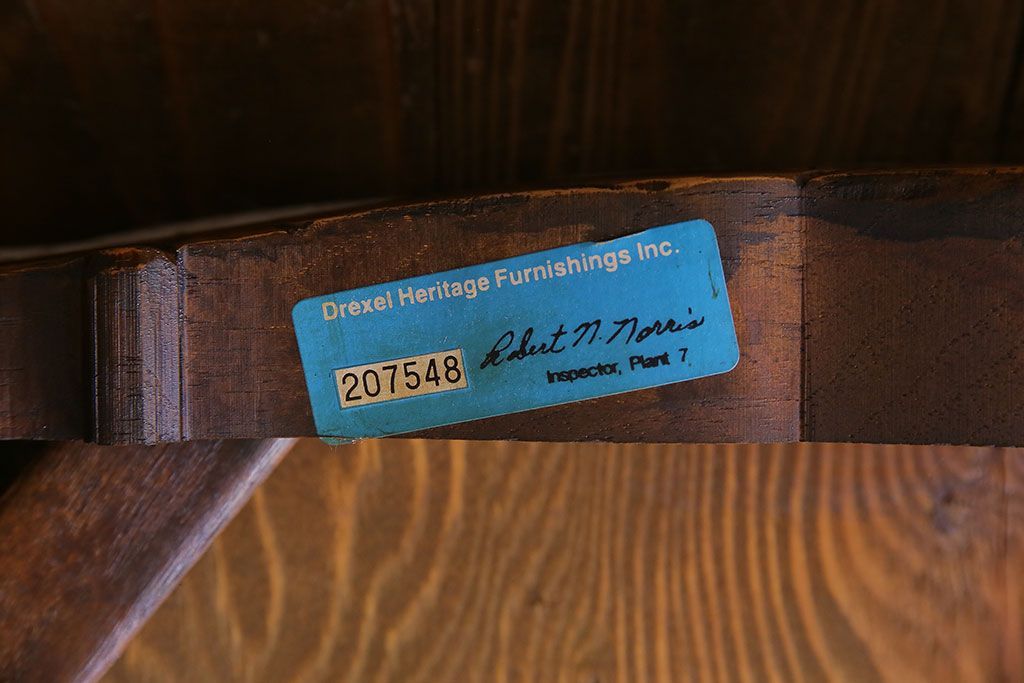 Drexel Heritage Furnishings Inc.
207548
Robert N. Norris
Inspector, Plant 7